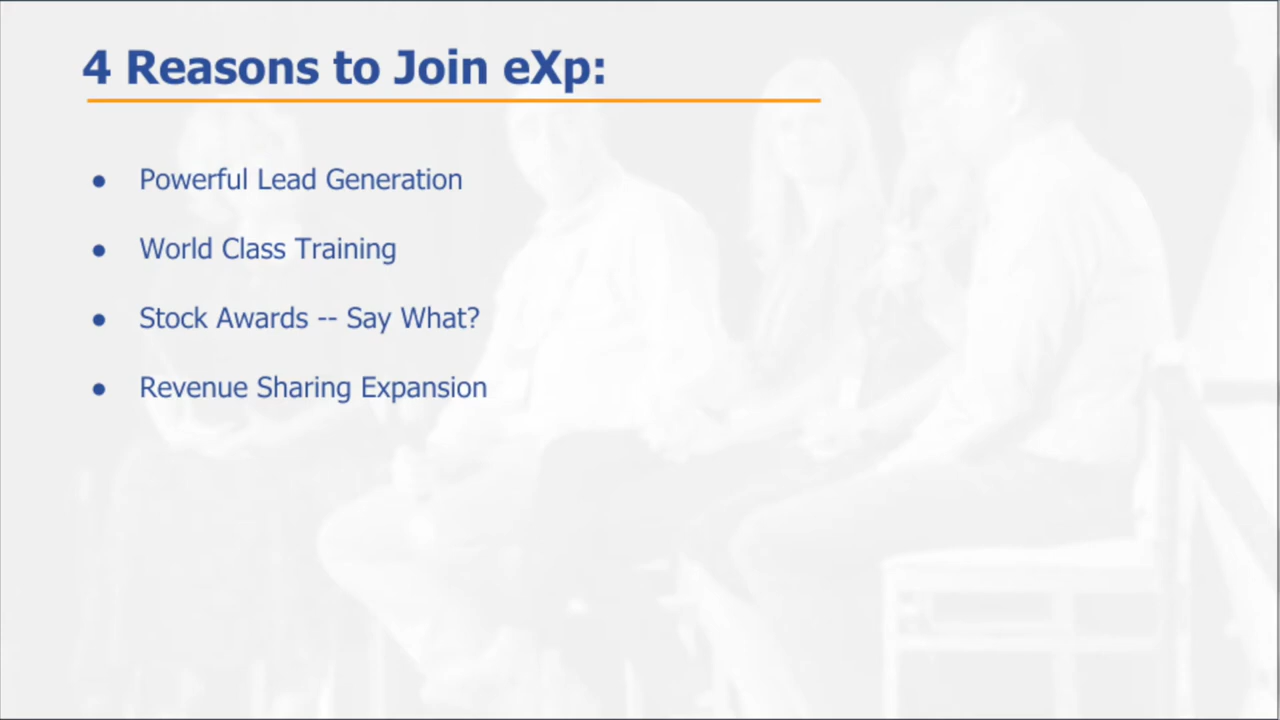 4 Reasons to Join eXp:
● Powerful Lead Generation
● World Class Training
● Stock Awards -- Say What?
● Revenue Sharing Expansion